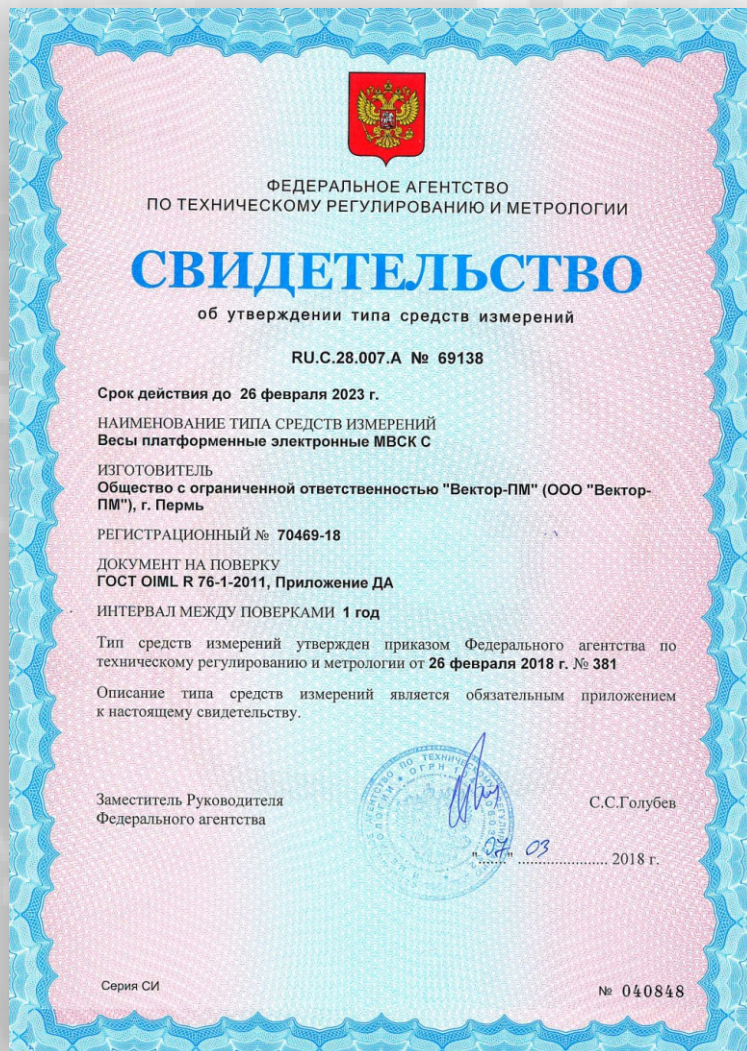 ФЕДЕРАЛЬНОЕ АГЕНТСТВО
ПО ТЕХНИЧЕСКОМУ РЕГУЛИРОВАНИЮ И МЕТРОЛОГИИ
СВИДЕТЕЛЬСТВО
об утверждении типа средств измерений
RU.C.28.007.A № 69138
Срок действия до 26 февраля 2023 г.
НАИМЕНОВАНИЕ ТИПА СРЕДСТВ ИЗМЕРЕНИЙ
Весы платформенные электронные МВСК С
ИЗГОТОВИТЕЛЬ
Общество с ограниченной ответственностью "Вектор-ПМ" (ООО "Вектор-
ПМ"), г. Пермь
РЕГИСТРАЦИОННЫЙ № 70469-18
ДОКУМЕНТ НА ПОВЕРКУ
ГОСТ OIML R 76-1-2011, Приложение ДА
ИНТЕРВАЛ МЕЖДУ ПОВЕРКАМИ 1 год
Тип средств измерений утвержден приказом Федерального агентства по
техническому регулированию и метрологии от 26 февраля 2018 г. № 381
Описание типа средств измерений является обязательным приложением
к настоящему свидетельству.
Заместитель Руководителя
Федерального агентства
С.С.Голубев
"07" 03 2018 г.
Серия СИ
№ 040848